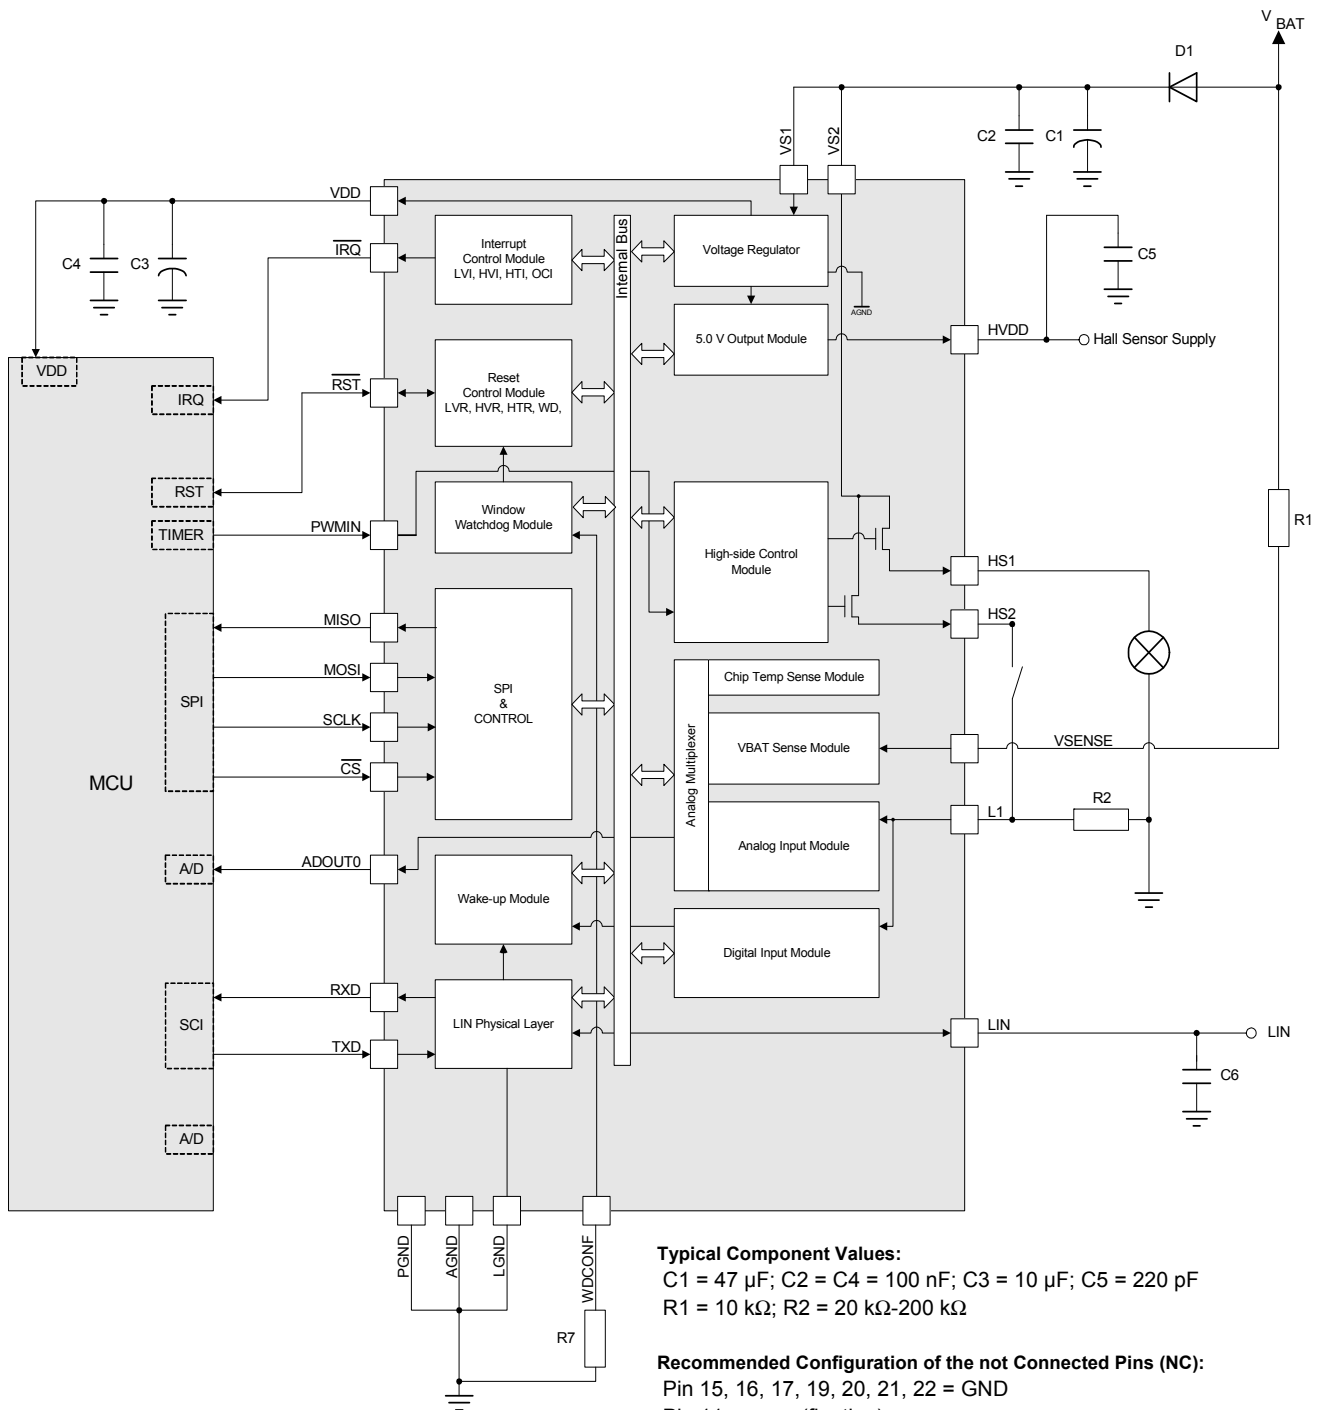 V BAT
D1
C2
C1
VS1
VS2
VDD
IRQ
C4
C3
Interrupt
Control Module
LVI, HVI, HTI, OCI
Internal Bus
Voltage Regulator
AGND
C5
5.0 V Output Module
HVDD
Hall Sensor Supply
VDD
IRQ
RST
Reset
Control Module
LVR, HVR, HTR, WD,
RST
TIMER
PWMIN
Window
Watchdog Module
High-side Control
Module
R1
HS1
HS2
MISO
MOSI
SCLK
CS
SPI
SPI
&
CONTROL
MCU
Analog Multiplexer
Chip Temp Sense Module
VBAT Sense Module
VSENSE
Analog Input Module
L1
R2
A/D
ADOUT0
Wake-up Module
Digital Input Module
RXD
SCI
TXD
LIN Physical Layer
LIN
LIN
C6
A/D
PGND
AGND
LGND
WDCONF
R7
Typical Component Values:
C1 = 47 µF; C2 = C4 = 100 nF; C3 = 10 µF; C5 = 220 pF
R1 = 10 kΩ; R2 = 20 kΩ-200 kΩ
Recommended Configuration of the not Connected Pins (NC):
Pin 15, 16, 17, 19, 20, 21, 22 = GND